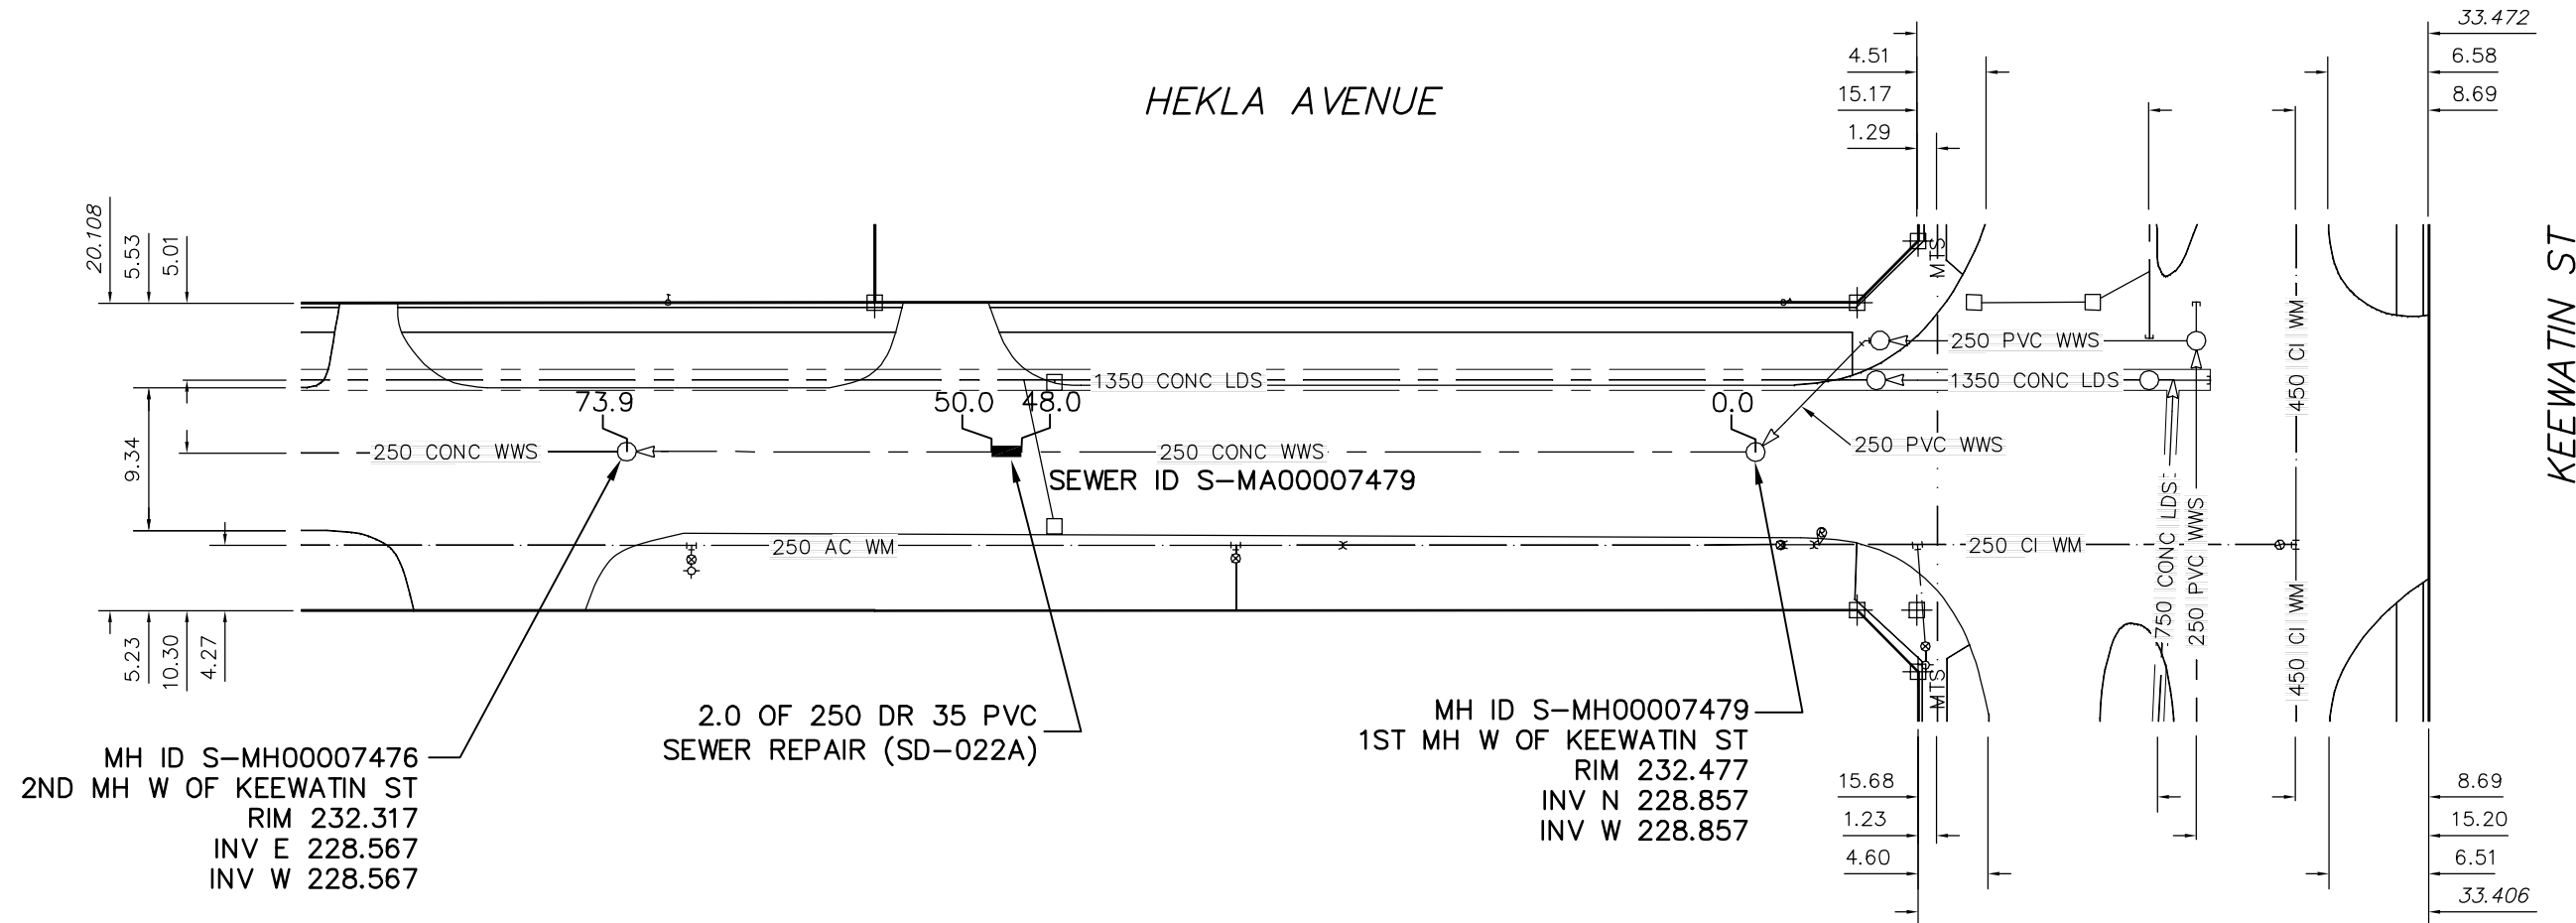 33.472
4.51
6.58
HEKLA AVENUE
15.17
8.69
1.29
20.108
5.53
5.01
KEEWATIN ST
MTS
450 CI WM
250 PVC WWS
1350 CONC LDS
1350 CONC LDS
73.9
50.0
48.0
0.0
9.34
250 CONC WWS
250 CONC WWS
250 PVC WWS
SEWER ID S-MA00007479
250 AC WM
250 CI WM
750 CONC LDS
250 PVC WWS
450 CI WM
MTS
5.23
10.30
4.27
2.0 OF 250 DR 35 PVC
SEWER REPAIR (SD-022A)
MH ID S-MH00007479
1ST MH W OF KEEWATIN ST
RIM 232.477
INV N 228.857
INV W 228.857
MH ID S-MH00007476
2ND MH W OF KEEWATIN ST
RIM 232.317
INV E 228.567
INV W 228.567
15.68
8.69
1.23
15.20
4.60
6.51
33.406